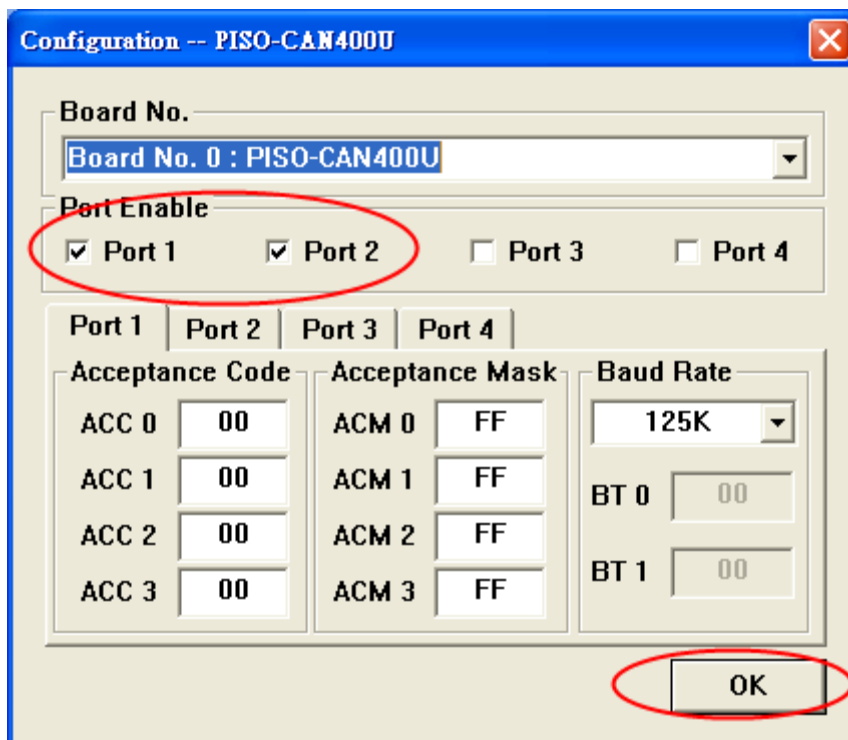 Configuration -- PISO-CAN400U
Board No.
Board No. 0 : PISO-CAN400U
Port Enable
Port 1 Port 2 Port 3 Port 4
Port 1 Port 2 Port 3 Port 4
Acceptance Code Acceptance Mask Baud Rate
ACC 0 00 ACM 0 FF 125K
ACC 1 00 ACM 1 FF BT 0 00
ACC 2 00 ACM 2 FF
ACC 3 00 ACM 3 FF BT 1 00
OK